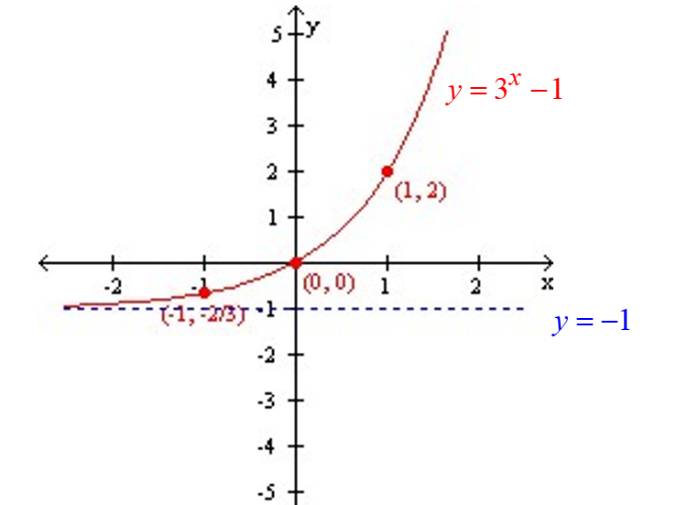 5 y
4
y = 3^x − 1
3
2
(1, 2)
1
-2 -1 (0, 0) 1 2 x
(-1, -2/3) -1
y = −1
-2
-3
-4
-5